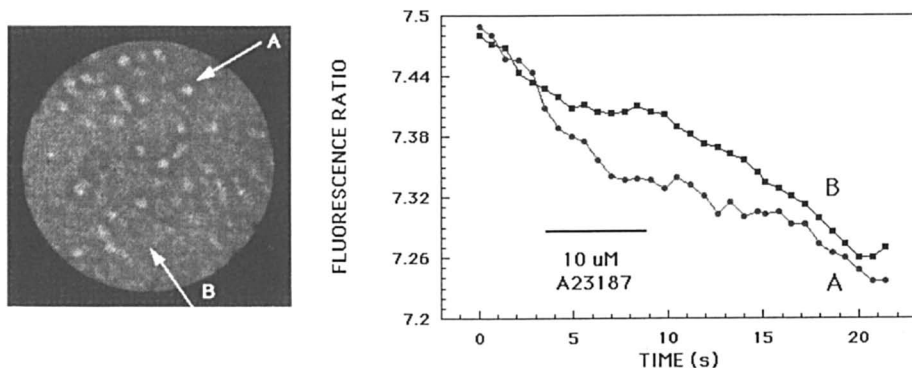 A
B
FLUORESCENCE RATIO
7.5
7.44
7.38
7.32
7.26
7.2
B
A
10 uM
A23187
0
5
10
15
20
TIME (s)